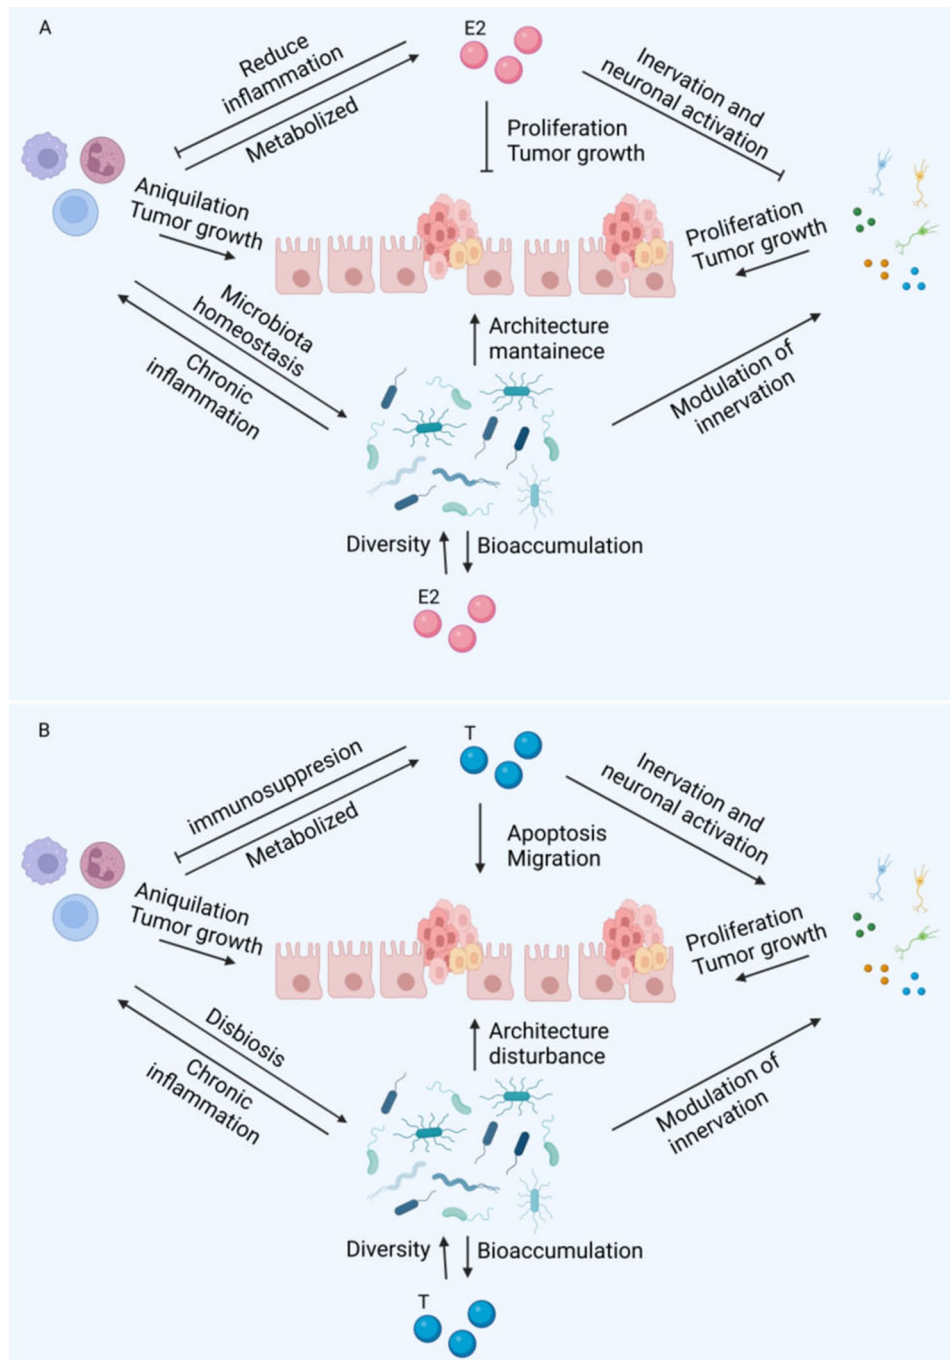 A
E2
Reduce
inflammation
Metabolized
Inervation and
neuronal activation
Proliferation
Tumor growth
Aniquilation
Tumor growth
Proliferation
Tumor growth
Microbiota
homeostasis
Chronic
inflammation
Architecture
mantainece
Modulation of
innervation
Diversity
Bioaccumulation
E2
B
T
immunosuppresion
Metabolized
Inervation and
neuronal activation
Apoptosis
Migration
Aniquilation
Tumor growth
Proliferation
Tumor growth
Disbiosis
Chronic
inflammation
Architecture
disturbance
Modulation of
innervation
Diversity
Bioaccumulation
T